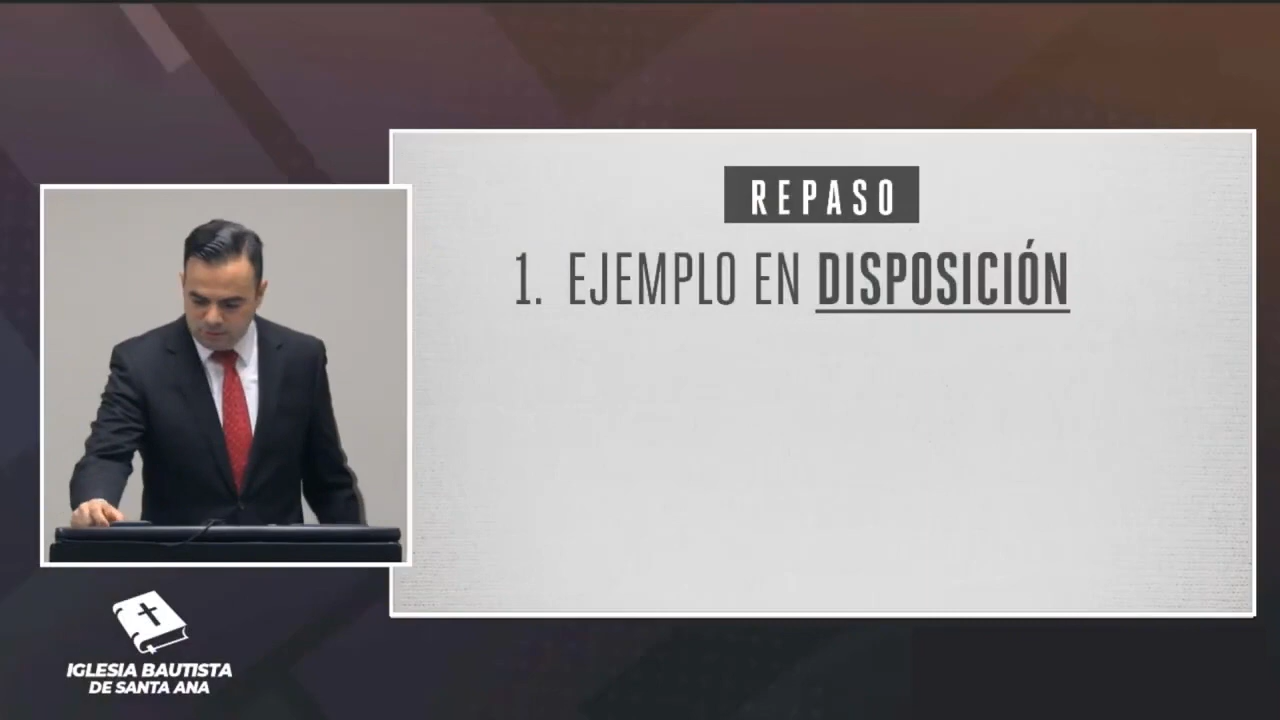 REPASO
1. EJEMPLO EN DISPOSICIÓN
IGLESIA BAUTISTA
DE SANTA ANA